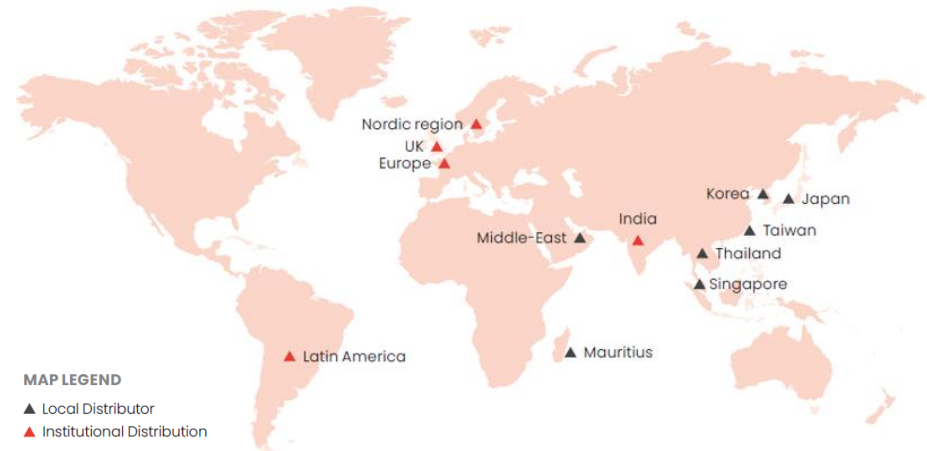 Nordic region
UK
Europe
Korea
Japan
India
Taiwan
Middle-East
Thailand
Singapore
Mauritius
Latin America
MAP LEGEND
Local Distributor
Institutional Distribution